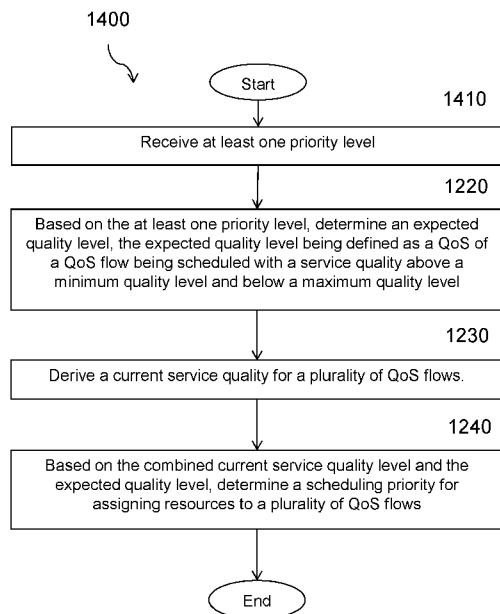 1400
Start
1410
Receive at least one priority level
1220
Based on the at least one priority level, determine an expected
quality level, the expected quality level being defined as a QoS of
a QoS flow being scheduled with a service quality above a
minimum quality level and below a maximum quality level
1230
Derive a current service quality for a plurality of QoS flows.
1240
Based on the combined current service quality level and the
expected quality level, determine a scheduling priority for
assigning resources to a plurality of QoS flows
End